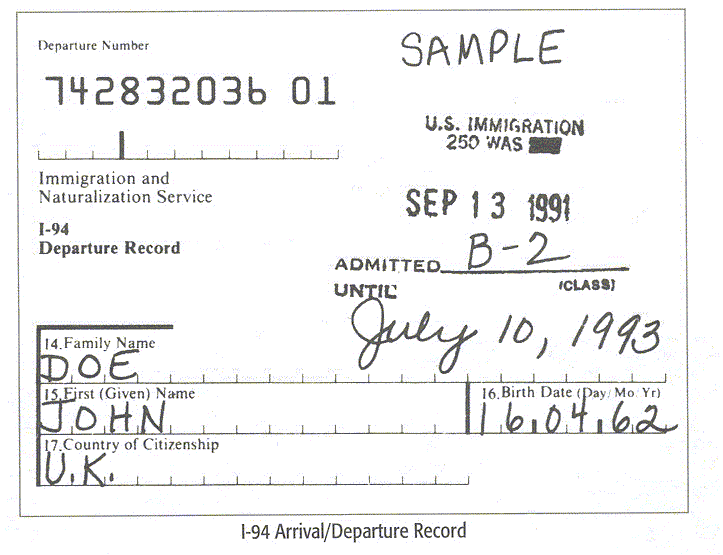 Departure Number
SAMPLE
742832036 01
U.S. IMMIGRATION
250 WAS
Immigration and
Naturalization Service
SEP 13 1991
I-94
Departure Record
ADMITTED B-2
UNTIL (CLASS)
July 10, 1993
14. Family Name
DOE
15. First (Given) Name
16. Birth Date (Day/Mo/Yr)
JOHN
16.04.62
17. Country of Citizenship
U.K.
I-94 Arrival/Departure Record